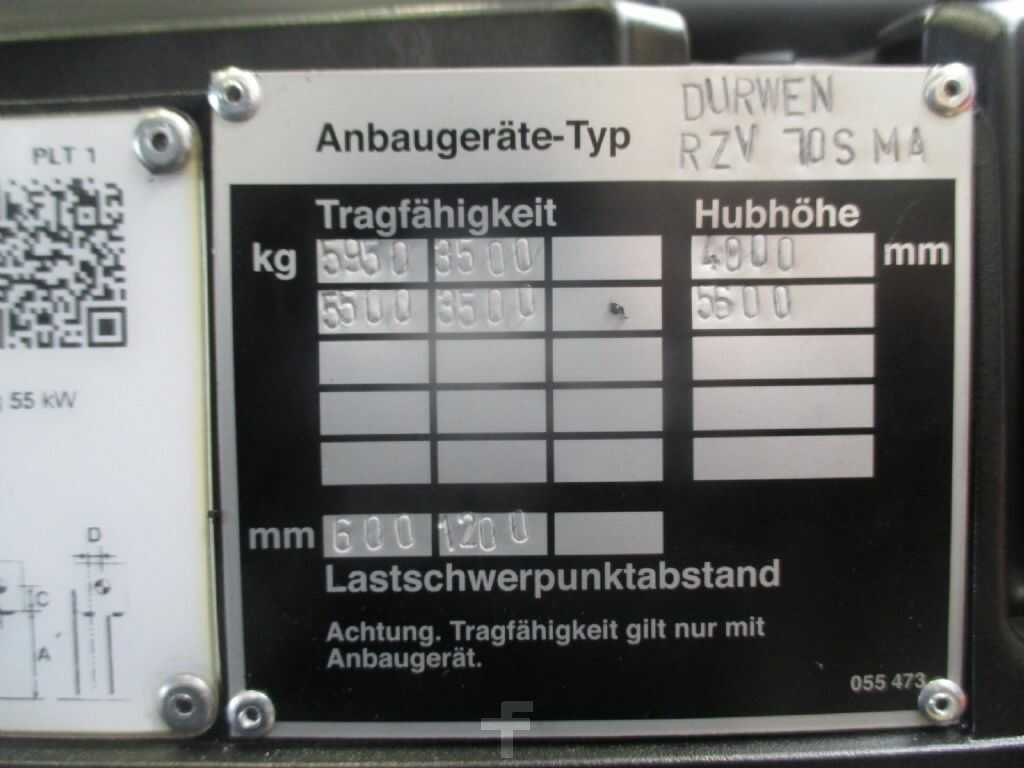 PLT 1
55 kW
D
C
A
DURWEN
Anbaugeräte-Typ RZV 70S MA
Tragfähigkeit Hubhöhe
kg 5950 3500 4800 mm
5500 3500 5600
mm 600 1200
Lastschwerpunktabstand
Achtung. Tragfähigkeit gilt nur mit
Anbaugerät.
055 473